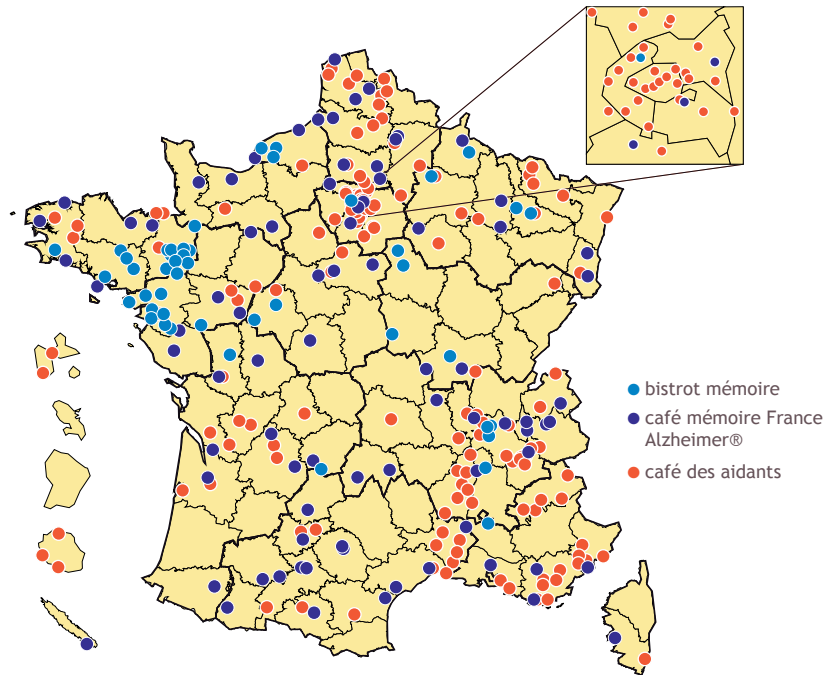 bistrot mémoire
café mémoire France
Alzheimer®
café des aidants